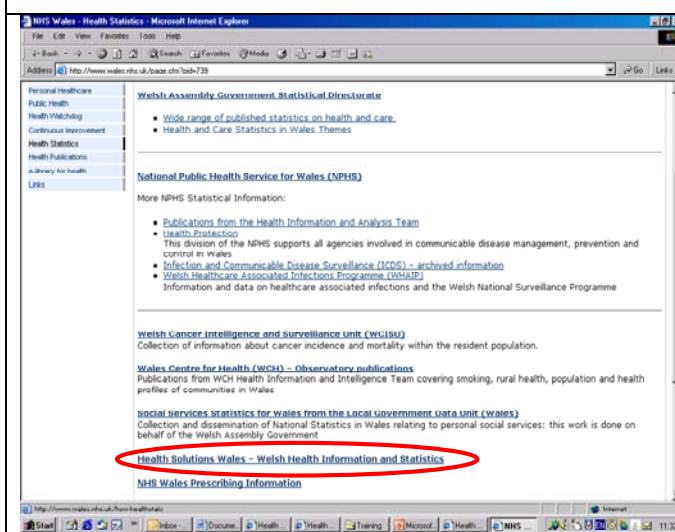 NHS Wales - Health Statistics - Microsoft Internet Explorer
File Edit View Favorites Tools Help
Back Search Favorites Media
Address http://www.wales.nhs.uk/page.cfm?pid=739 Go Links
Personal Healthcare
Public Health
Health Watchdog
Continuous Improvement
Health Statistics
Health Publications
e-library for health
Links
Welsh Assembly Government Statistical Directorate
Wide range of published statistics on health and care
Health and Care Statistics in Wales Themes
National Public Health Service for Wales (NPHS)
More NPHS Statistical Information:
Publications from the Health Information and Analysis Team
Health Protection
This division of the NPHS supports all agencies involved in communicable disease management, prevention and
control in Wales
Infection and Communicable Disease Surveillance (ICDS) - archived information
Welsh Healthcare Associated Infections Programme (WHAIP)
Information and data on healthcare associated infections and the Welsh National Surveillance Programme
Welsh Cancer Intelligence and Surveillance Unit (WCISU)
Collection of information about cancer incidence and mortality within the resident population.
Wales Centre for Health (WCH) - Observatory publications
Publications from WCH Health Information and Intelligence Team covering smoking, rural health, population and health
profiles of communities in Wales
Social Services Statistics for Wales from the Local Government Data Unit (Wales)
Collection and dissemination of National Statistics in Wales relating to personal social services: this work is done on
behalf of the Welsh Assembly Government
Health Solutions Wales - Welsh Health Information and Statistics
NHS Wales Prescribing Information
Internet
Start Inbox -... Docume... Health... Health... Training Microsof... Health... NHS ... 11:3